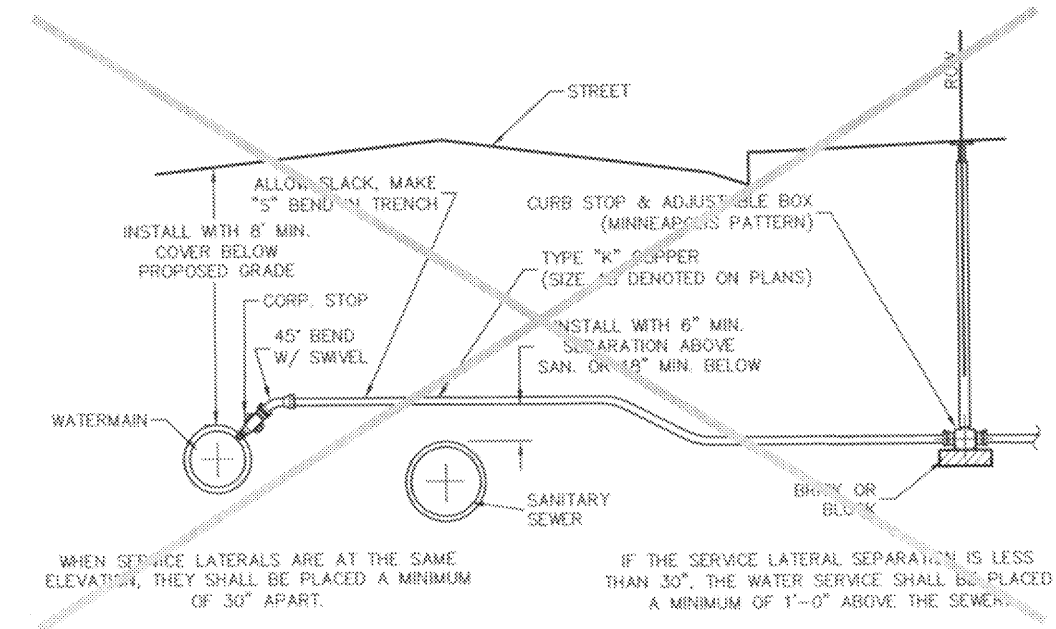 STREET
ROW
ALLOW SLACK, MAKE
"S" BEND IN TRENCH
CURB STOP & ADJUSTABLE BOX
(MINNEAPOLIS PATTERN)
INSTALL WITH 8' MIN.
COVER BELOW
PROPOSED GRADE
TYPE "K" COPPER
(SIZE AS DENOTED ON PLANS)
CORP. STOP
45° BEND
W/ SWIVEL
INSTALL WITH 6" MIN.
SEPARATION ABOVE
SAN. OR 18" MIN. BELOW
WATERMAIN
SANITARY
SEWER
BRICK OR
BLOCK
WHEN SERVICE LATERALS ARE AT THE SAME
ELEVATION, THEY SHALL BE PLACED A MINIMUM
OF 30" APART.
IF THE SERVICE LATERAL SEPARATION IS LESS
THAN 30", THE WATER SERVICE SHALL BE PLACED
A MINIMUM OF 1'-0" ABOVE THE SEWER.